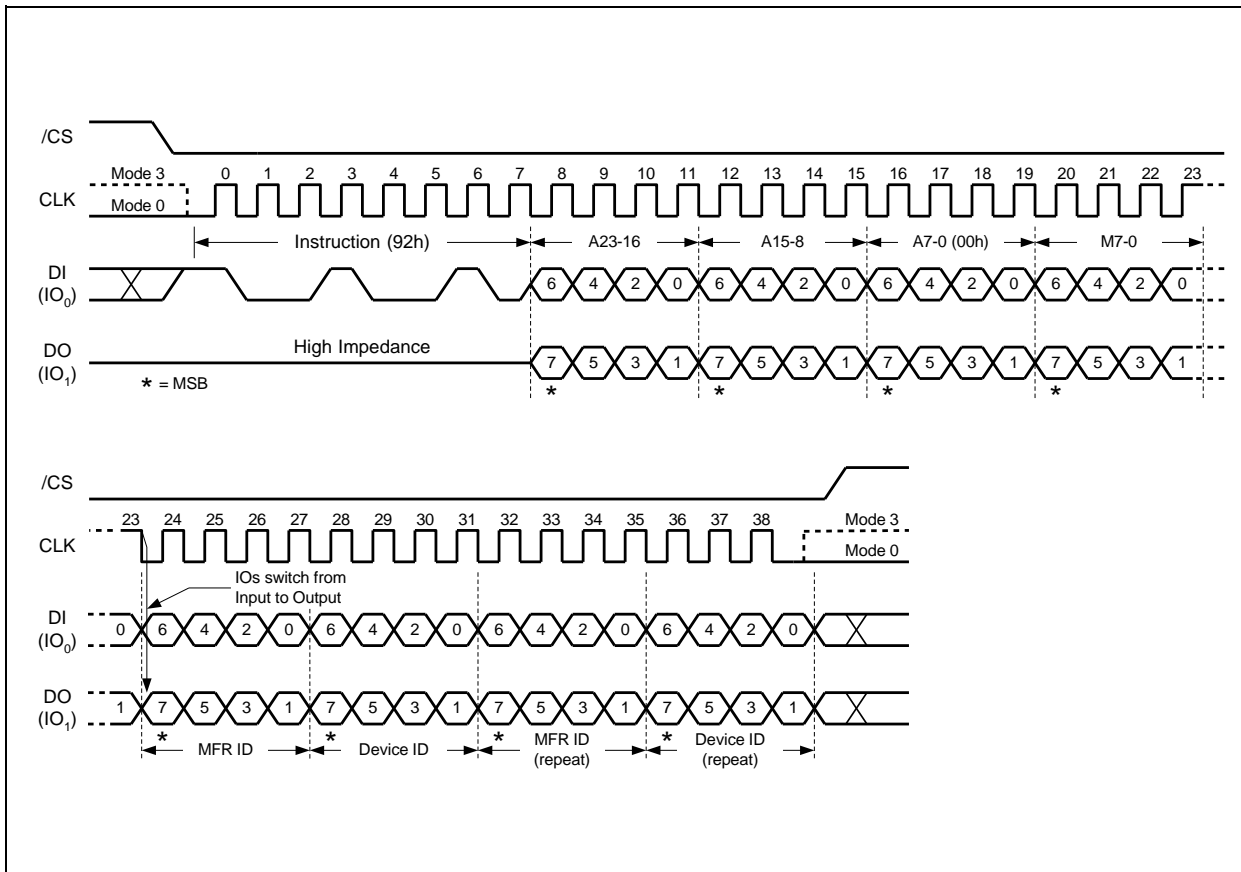 /CS
Mode 3 0 1 2 3 4 5 6 7 8 9 10 11 12 13 14 15 16 17 18 19 20 21 22 23
CLK Mode 0
Instruction (92h) A23-16 A15-8 A7-0 (00h) M7-0
DI
(IO0) 6 4 2 0 6 4 2 0 6 4 2 0 6 4 2 0
High Impedance
DO
(IO1) 7 5 3 1 7 5 3 1 7 5 3 1 7 5 3 1
* = MSB * * * *
/CS
23 24 25 26 27 28 29 30 31 32 33 34 35 36 37 38 Mode 3
CLK Mode 0
IOs switch from
Input to Output
DI
(IO0) 0 6 4 2 0 6 4 2 0 6 4 2 0 6 4 2 0
DO
(IO1) 1 7 5 3 1 7 5 3 1 7 5 3 1 7 5 3 1
* * * *
MFR ID Device ID MFR ID
(repeat) Device ID
(repeat)